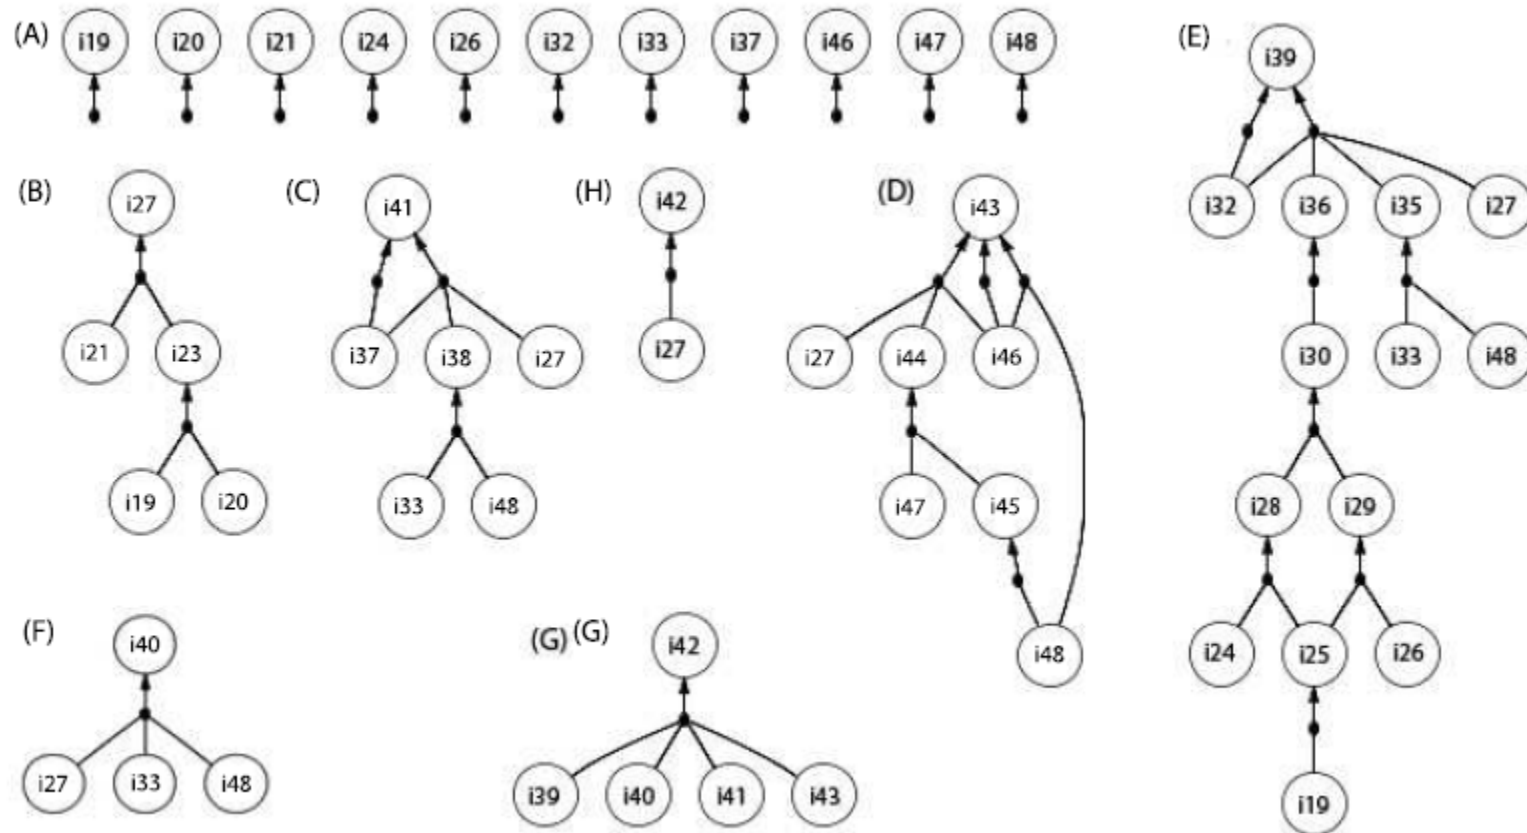 (A) i19 i20 i21 i24 i26 i32 i33 i37 i46 i47 i48
(E) i39
(B) i27
(C) i41
(H) i42
(D) i43
i32 i36 i35 i27
i21 i23
i37 i38 i27
i27
i27 i44 i46
i30 i33 i48
i19 i20
i33 i48
i47 i45
i28 i29
(F) i40
(G) (G) i42
i48
i24 i25 i26
i27 i33 i48
i39 i40 i41 i43
i19